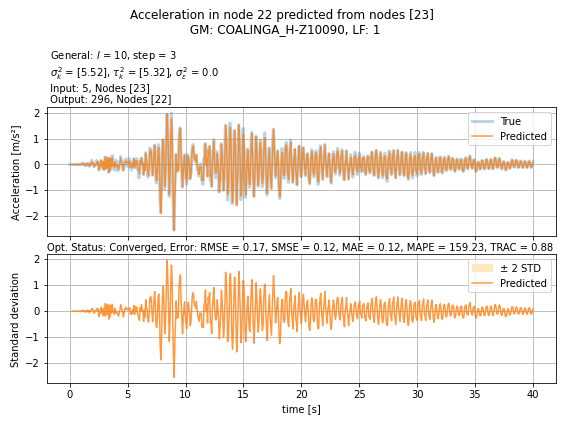 Acceleration in node 22 predicted from nodes [23]
GM: COALINGA_H-Z10090, LF: 1
General: l = 10, step = 3
σ²ₖ = [5.52], τ²ₖ = [5.32], σ²ε = 0.0
Input: 5, Nodes [23]
Output: 296, Nodes [22]
Acceleration [m/s²]
2
1
0
−1
−2
True
Predicted
Opt. Status: Converged, Error: RMSE = 0.17, SMSE = 0.12, MAE = 0.12, MAPE = 159.23, TRAC = 0.88
Standard deviation
2
1
0
−1
−2
± 2 STD
Predicted
0 5 10 15 20 25 30 35 40
time [s]